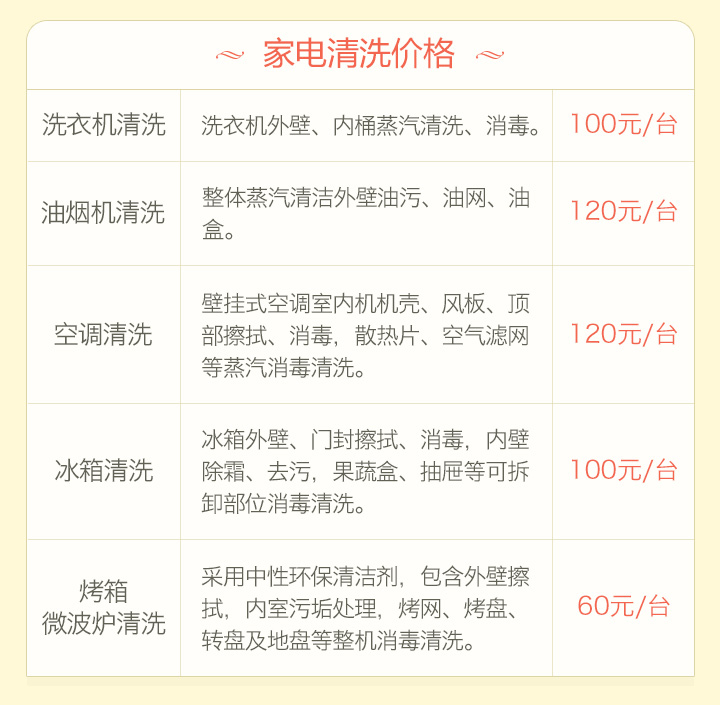 家电清洗价格
洗衣机清洗
洗衣机外壁、内桶蒸汽清洗、消毒。
100元/台
油烟机清洗
整体蒸汽清洁外壁油污、油网、油
盒。
120元/台
空调清洗
壁挂式空调室内机机壳、风板、顶
部擦拭、消毒，散热片、空气滤网
等蒸汽消毒清洗。
120元/台
冰箱清洗
冰箱外壁、门封擦拭、消毒，内壁
除霜、去污，果蔬盒、抽屉等可拆
卸部位消毒清洗。
100元/台
烤箱
微波炉清洗
采用中性环保清洁剂，包含外壁擦
拭，内室污垢处理，烤网、烤盘、
转盘及地盘等整机消毒清洗。
60元/台